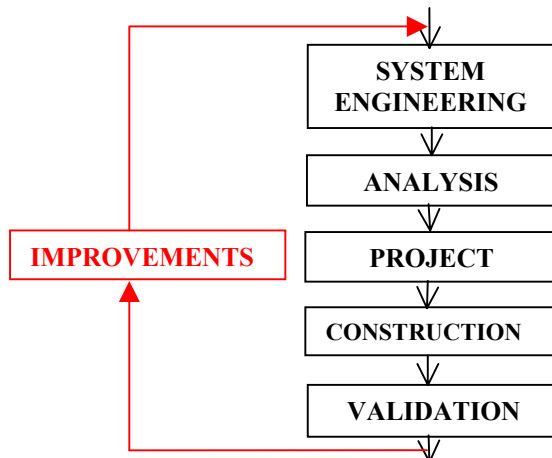 SYSTEM
ENGINEERING
ANALYSIS
IMPROVEMENTS
PROJECT
CONSTRUCTION
VALIDATION